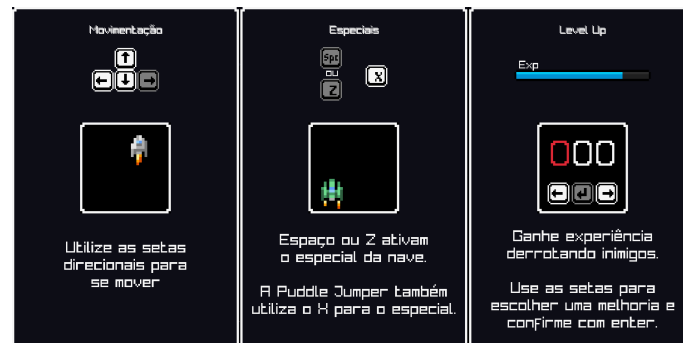 Movimentação
Utilize as setas
direcionais para
se mover
Especiais
Spc
ou
Z
X
Espaço ou Z ativam
o especial da nave.
A Puddle Jumper também
utiliza o X para o especial.
Level Up
Exp
000
Ganhe experiência
derrotando inimigos.
Use as setas para
escolher uma melhoria e
confirme com enter.